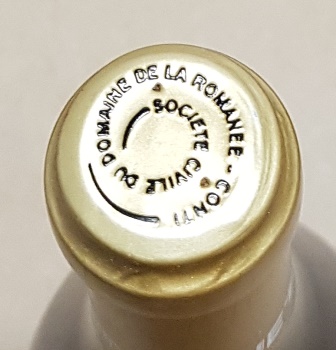 SOCIETE CIVILE DU DOMAINE DE LA ROMANEE - CONTI